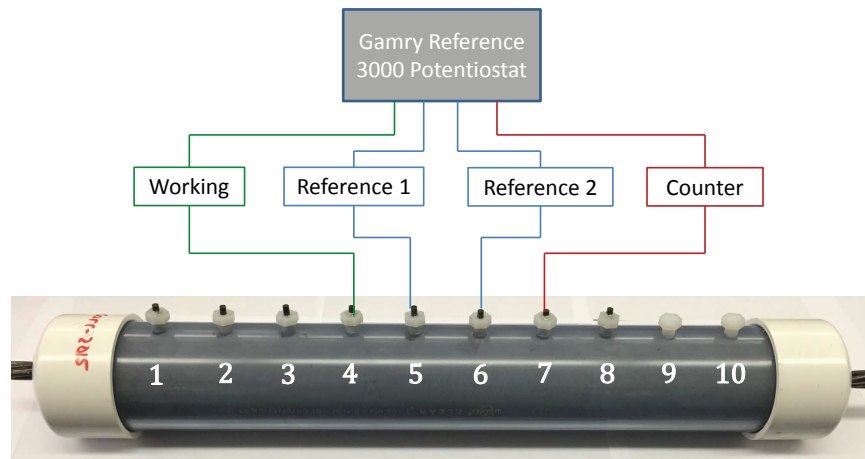 Gamry Reference
3000 Potentiostat
Working
Reference 1
Reference 2
Counter
1 2 3 4 5 6 7 8 9 10